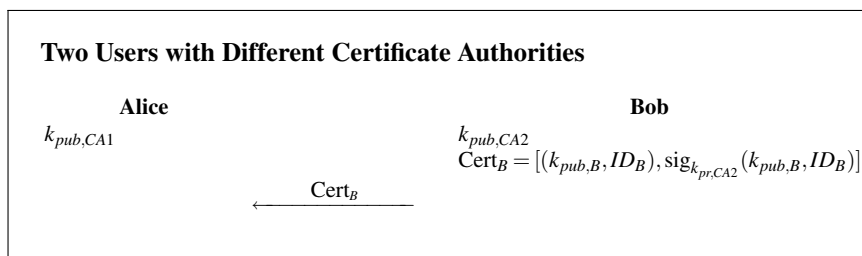 Two Users with Different Certificate Authorities
Alice Bob
k_{pub,CA1} k_{pub,CA2}
Cert_B = [(k_{pub,B}, ID_B), sig_{k_{pr,CA2}}(k_{pub,B}, ID_B)]
Cert_B